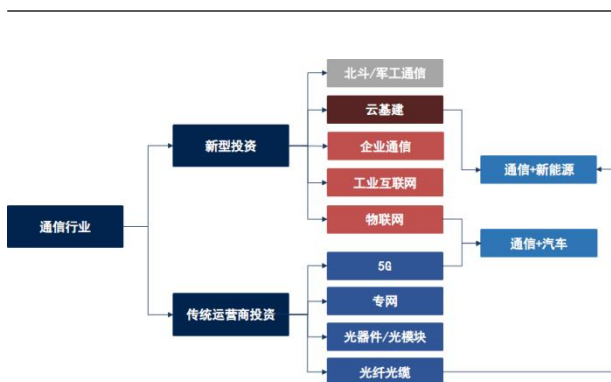 通信行业
新型投资
传统运营商投资
北斗/军工通信
云基建
企业通信
工业互联网
物联网
5G
专网
光器件/光模块
光纤光缆
通信+新能源
通信+汽车